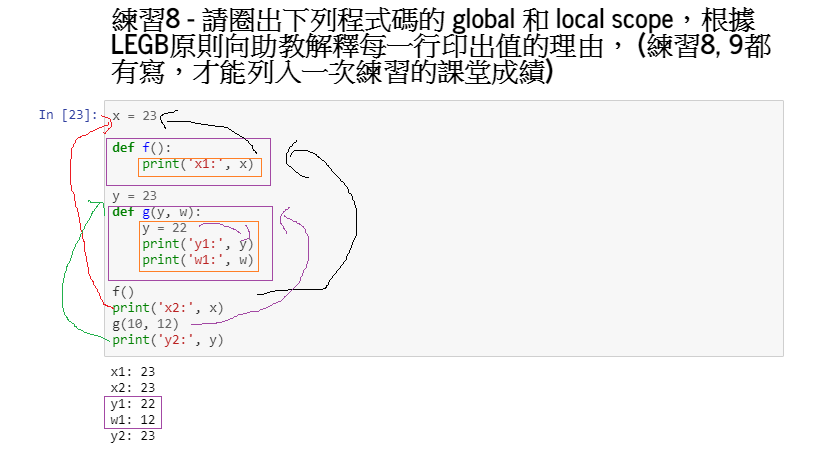 練習8 - 請圈出下列程式碼的 global 和 local scope，根據
LEGB原則向助教解釋每一行印出值的理由， (練習8, 9都
有寫，才能列入一次練習的課堂成績)
In [23]: x = 23
def f():
print('x1:', x)
y = 23
def g(y, w):
y = 22
print('y1:', y)
print('w1:', w)
f()
print('x2:', x)
g(10, 12)
print('y2:', y)
x1: 23
x2: 23
y1: 22
w1: 12
y2: 23